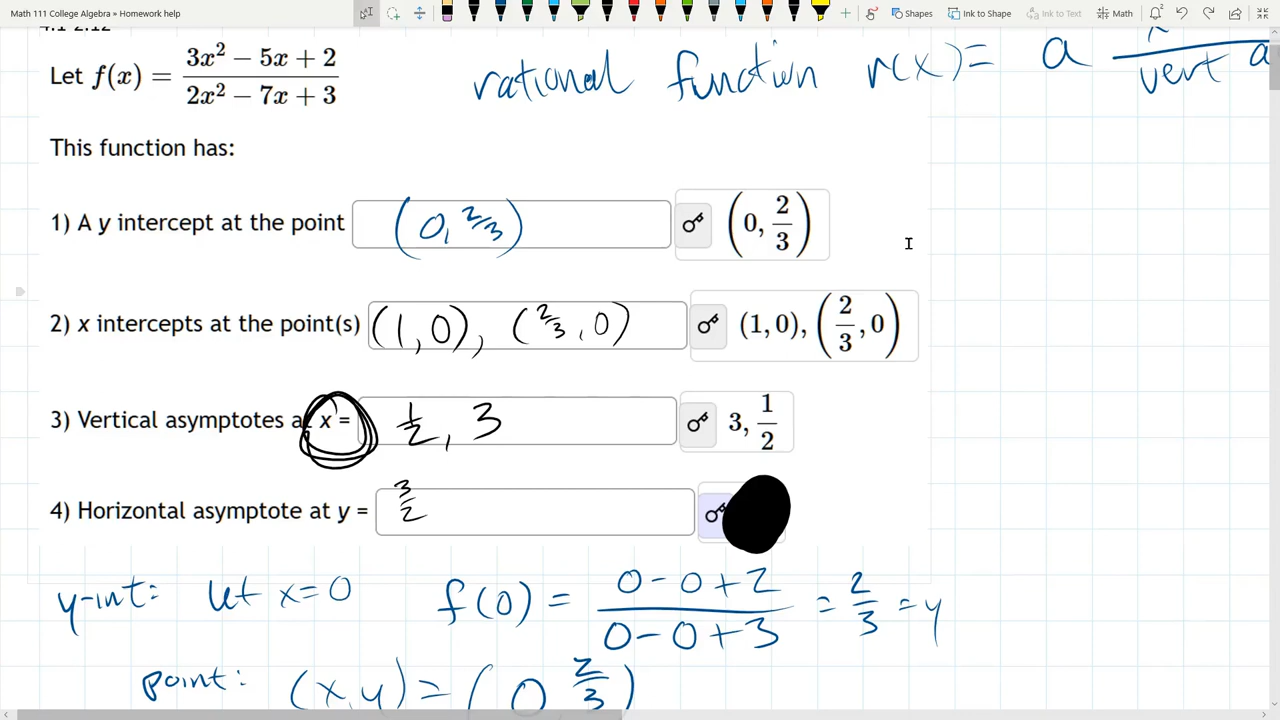 Math 111 College Algebra » Homework help
Shapes Ink to Shape Ink to Text Math
Let f(x) = (3x² − 5x + 2)/(2x² − 7x + 3)
rational function r(x) = a
vert a
This function has:
1) A y intercept at the point (0, 2/3) (0, 2/3)
2) x intercepts at the point(s) (1, 0), (2/3, 0) (1, 0), (2/3, 0)
3) Vertical asymptotes at x = 1/2, 3 3, 1/2
4) Horizontal asymptote at y = 3/2
y-int: let x=0 f(0) = (0-0+2)/(0-0+3) = 2/3 = y
point: (x,y) = (0 2/3)